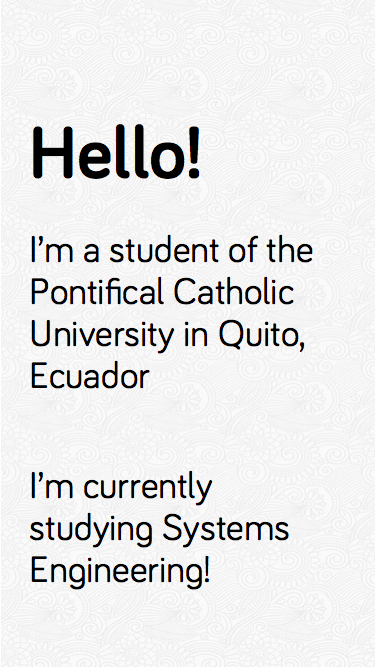 Hello!
I’m a student of the
Pontifical Catholic
University in Quito,
Ecuador
I’m currently
studying Systems
Engineering!